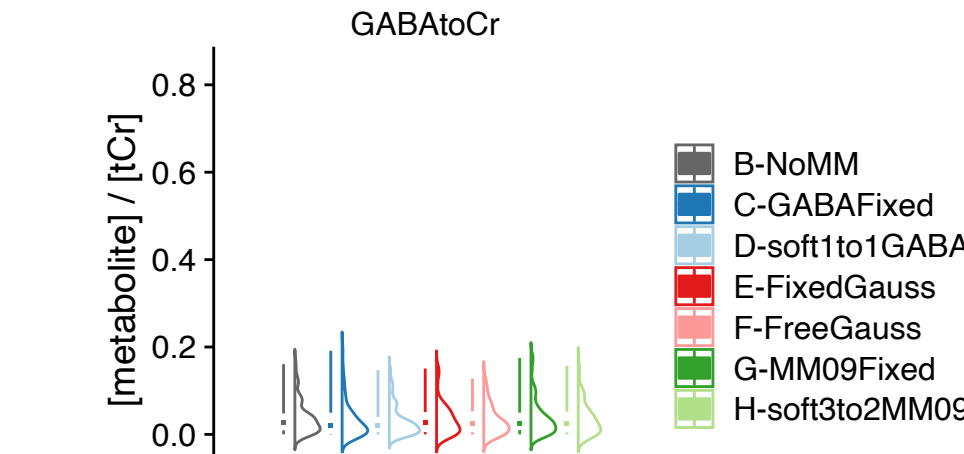 GABAtoCr
[metabolite] / [tCr]
0.8
0.6
0.4
0.2
0.0
B-NoMM
C-GABAFixed
D-soft1to1GABA
E-FixedGauss
F-FreeGauss
G-MM09Fixed
H-soft3to2MM09